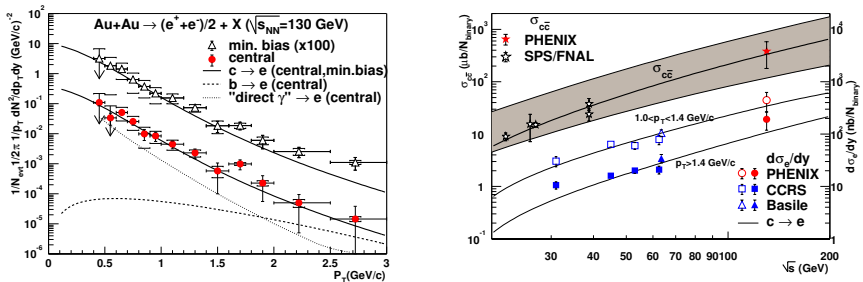 Au+Au → (e⁺+e⁻)/2 + X (√s_NN=130 GeV)
min. bias (x100)
central
c → e (central,min.bias)
b → e (central)
"direct γ" → e (central)
1/N_evt 1/2π 1/p_T dN²/dp_T dy (GeV/c)⁻²
10²
10
1
10⁻¹
10⁻²
10⁻³
10⁻⁴
10⁻⁵
10⁻⁶
0 0.5 1 1.5 2 2.5 3
P_T(GeV/c)
σ_cc̄ (μb/N_binary)
10³
10²
10
1
10⁻¹
σ_cc̄
PHENIX
SPS/FNAL
σ_cc̄
1.0<p_T<1.4 GeV/c
p_T>1.4 GeV/c
dσ_e/dy
PHENIX
CCRS
Basile
c → e
10⁴
10³
10²
10
1
dσ_e/dy (nb/N_binary)
30 40 50 60 70 80 90 100 200
√s (GeV)